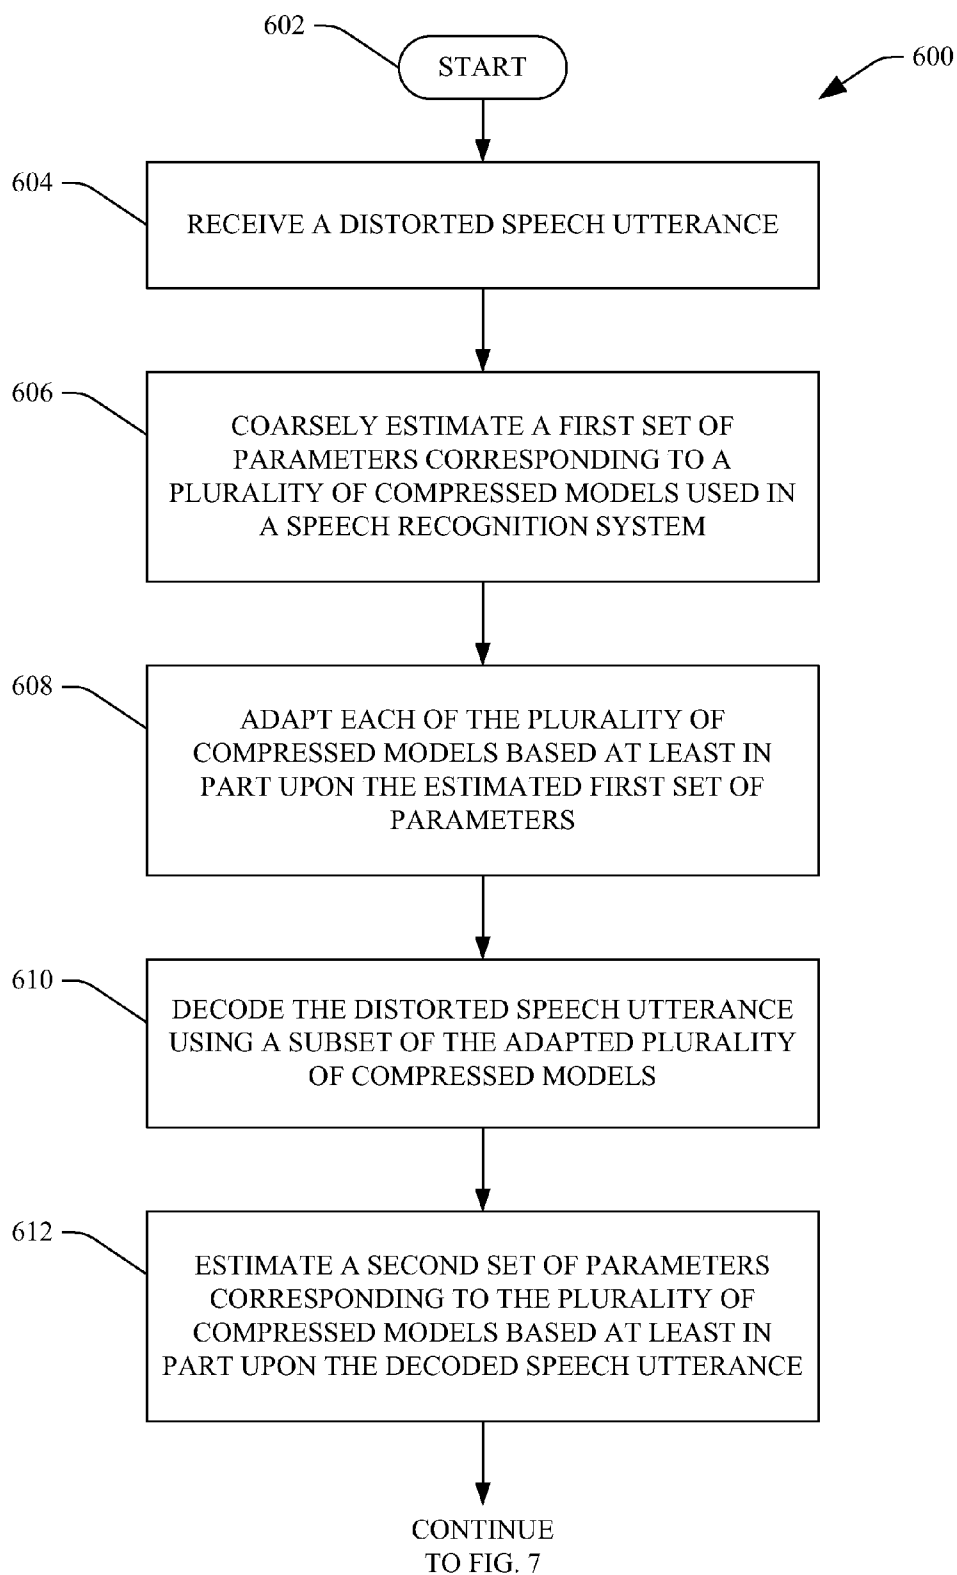 602
START
600
604
RECEIVE A DISTORTED SPEECH UTTERANCE
606
COARSELY ESTIMATE A FIRST SET OF
PARAMETERS CORRESPONDING TO A
PLURALITY OF COMPRESSED MODELS USED IN
A SPEECH RECOGNITION SYSTEM
608
ADAPT EACH OF THE PLURALITY OF
COMPRESSED MODELS BASED AT LEAST IN
PART UPON THE ESTIMATED FIRST SET OF
PARAMETERS
610
DECODE THE DISTORTED SPEECH UTTERANCE
USING A SUBSET OF THE ADAPTED PLURALITY
OF COMPRESSED MODELS
612
ESTIMATE A SECOND SET OF PARAMETERS
CORRESPONDING TO THE PLURALITY OF
COMPRESSED MODELS BASED AT LEAST IN
PART UPON THE DECODED SPEECH UTTERANCE
CONTINUE
TO FIG. 7